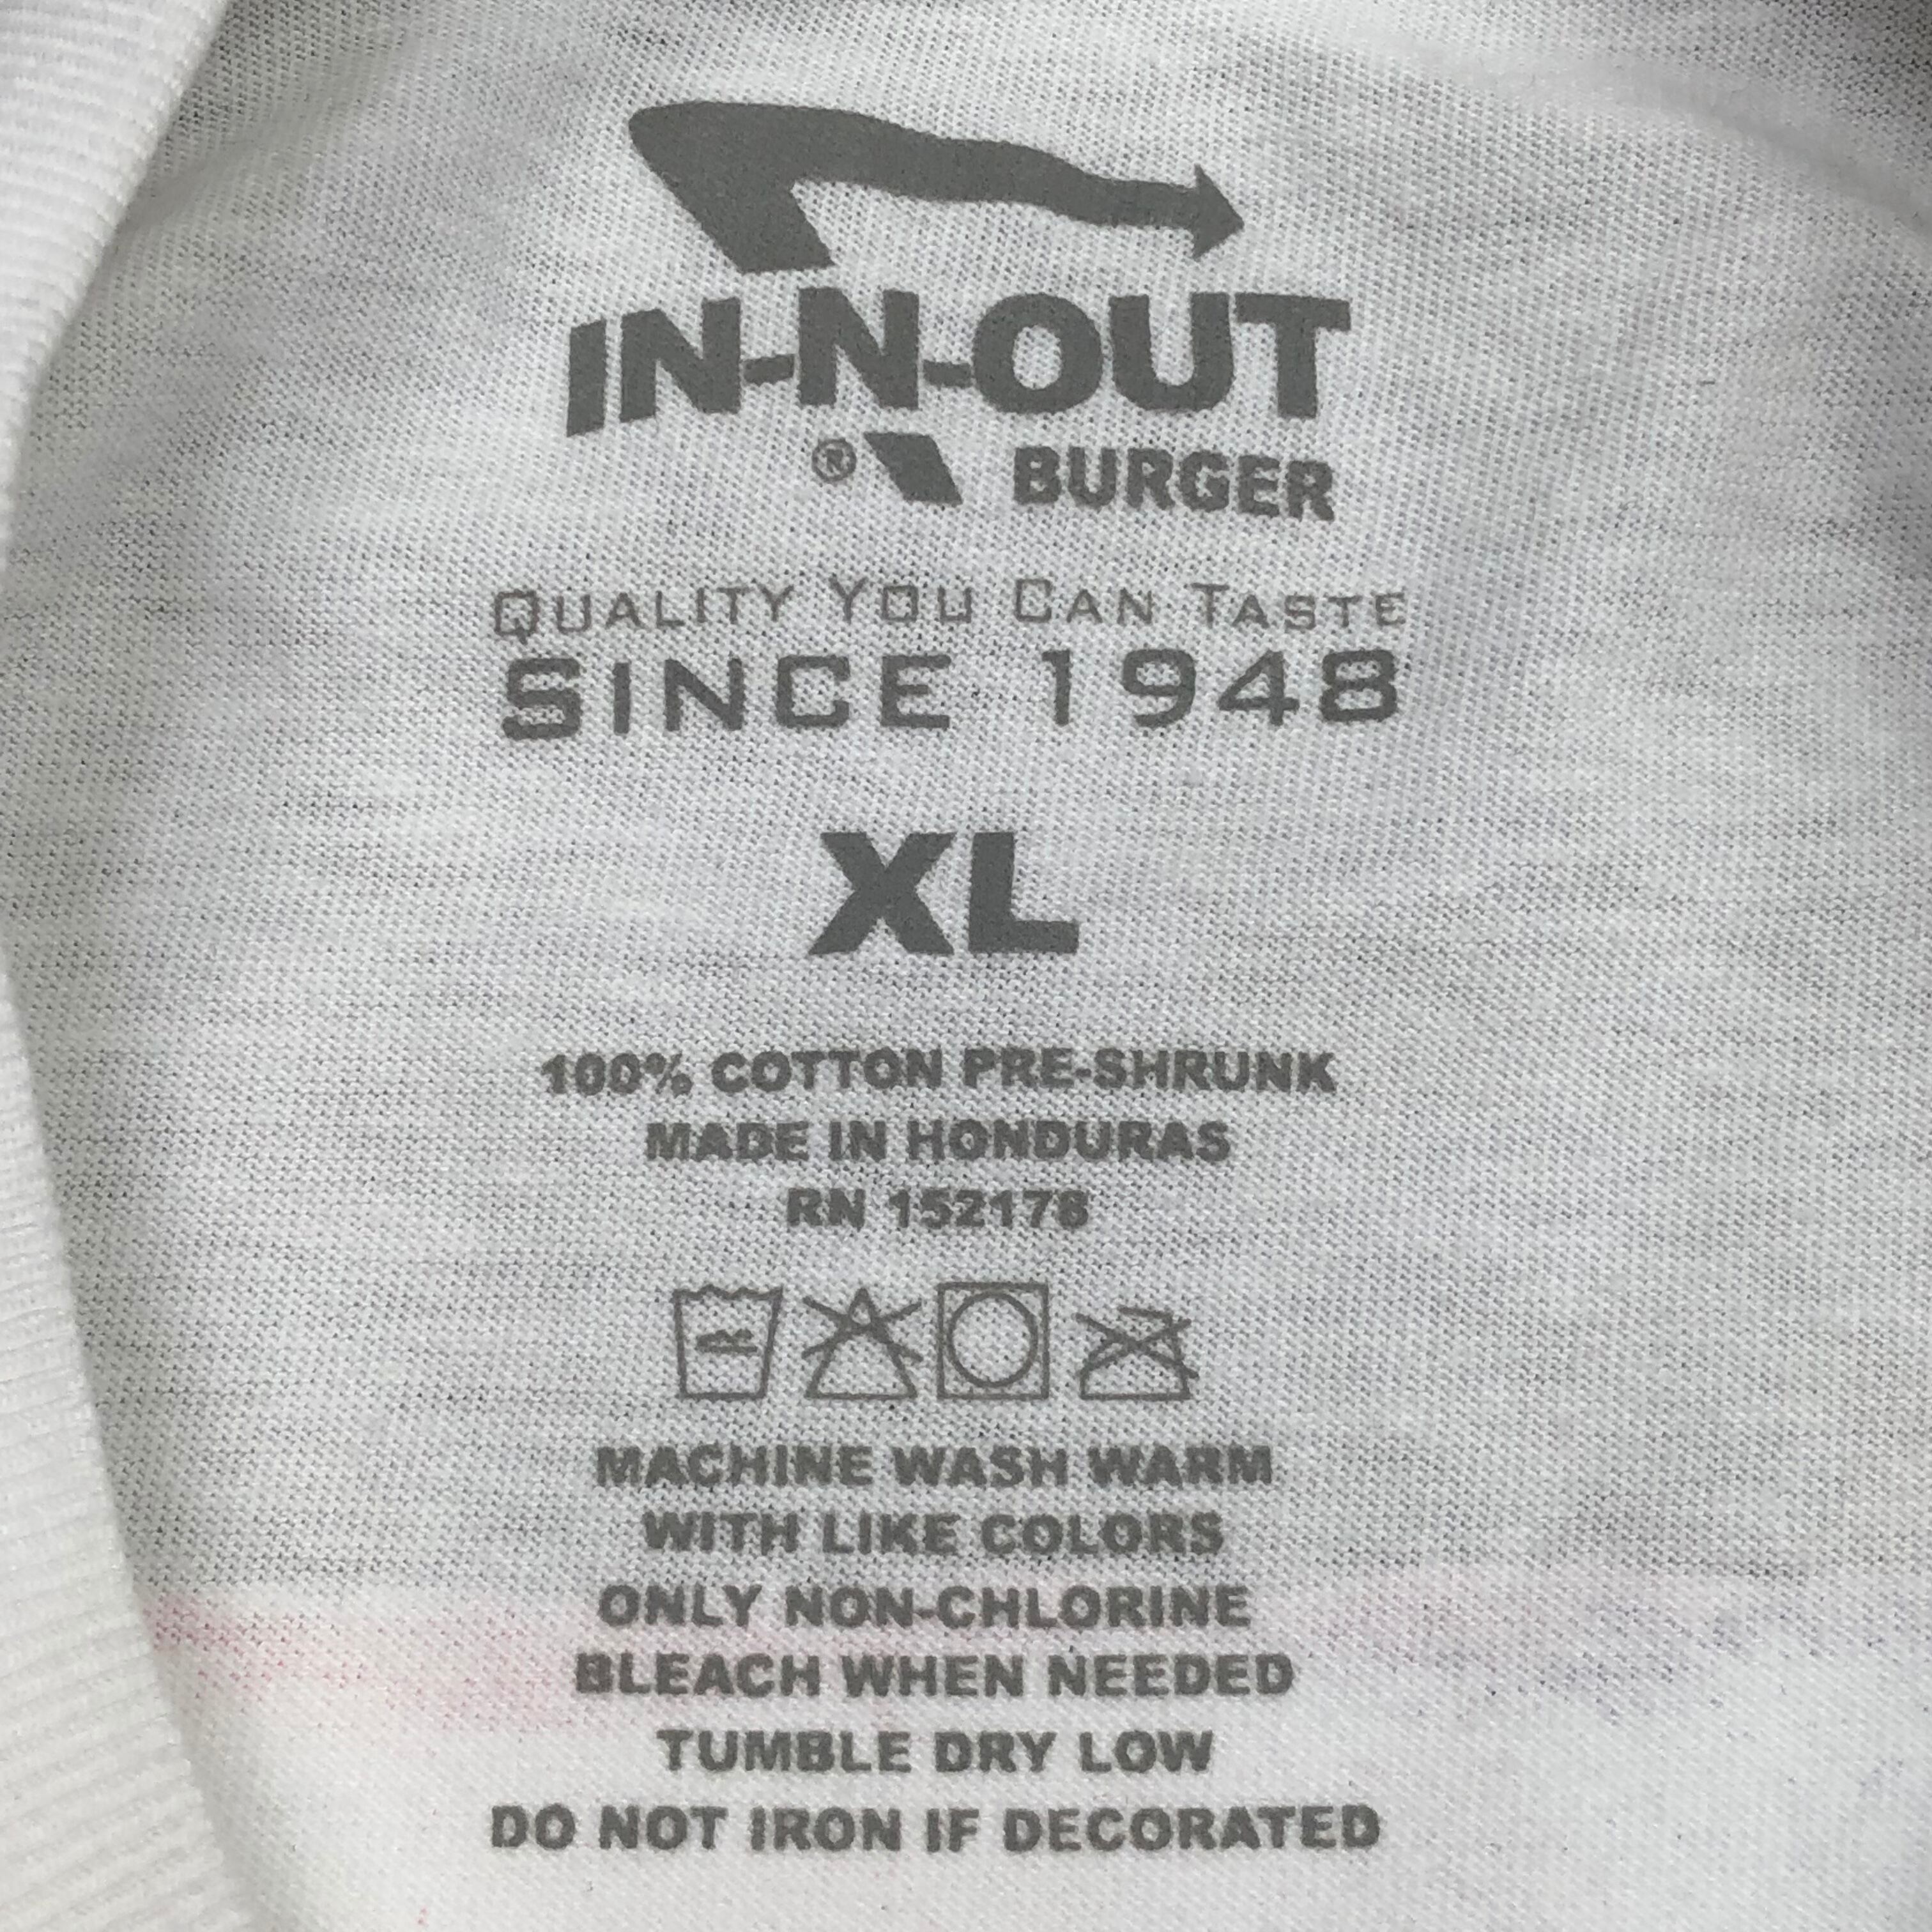 IN-N-OUT
® BURGER
QUALITY YOU CAN TASTE
SINCE 1948
XL
100% COTTON PRE-SHRUNK
MADE IN HONDURAS
RN 152178
MACHINE WASH WARM
WITH LIKE COLORS
ONLY NON-CHLORINE
BLEACH WHEN NEEDED
TUMBLE DRY LOW
DO NOT IRON IF DECORATED